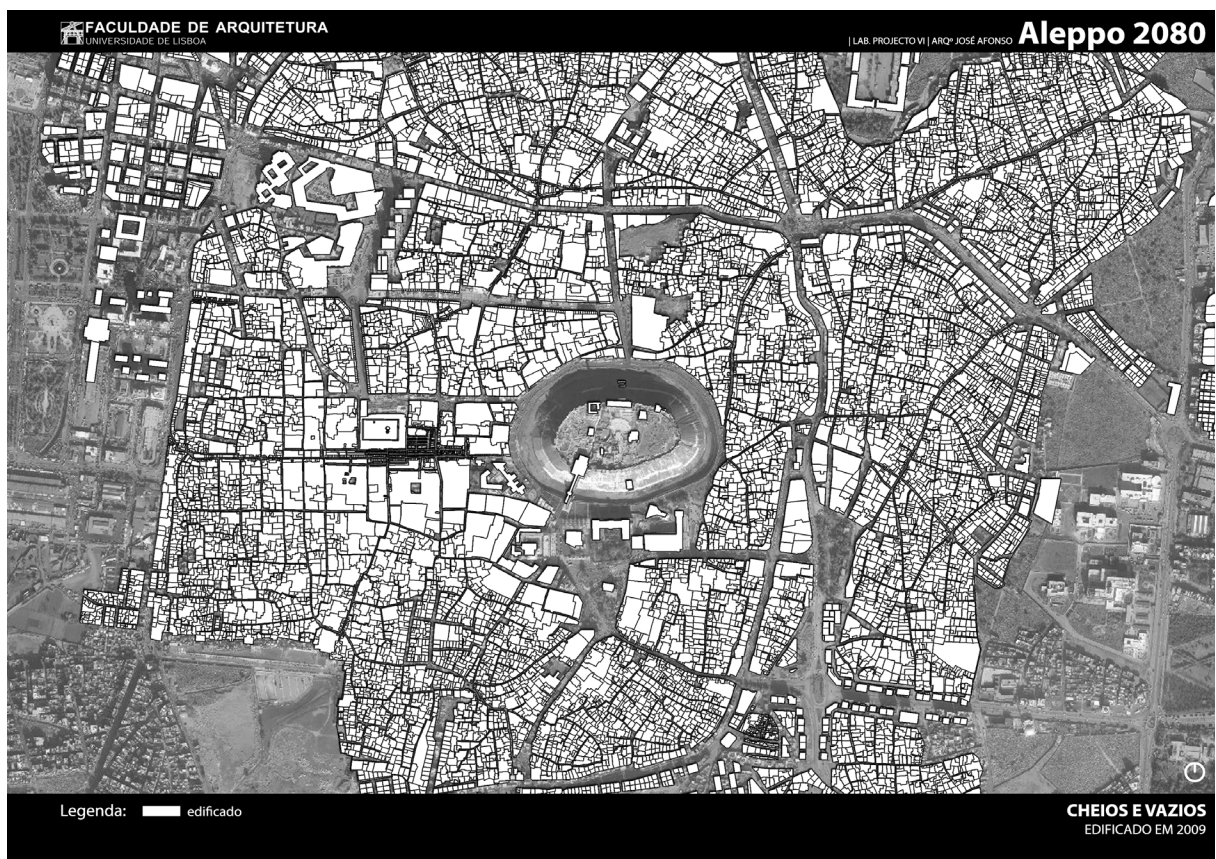 FACULDADE DE ARQUITETURA
UNIVERSIDADE DE LISBOA
| LAB. PROJECTO VI | ARQº JOSÉ AFONSO Aleppo 2080
Legenda: edificado
CHEIOS E VAZIOS
EDIFICADO EM 2009